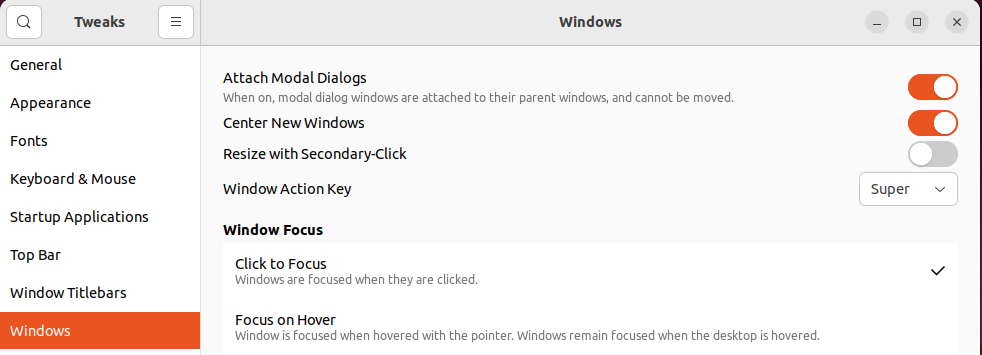 Tweaks
Windows
General
Appearance
Fonts
Keyboard & Mouse
Startup Applications
Top Bar
Window Titlebars
Windows
Attach Modal Dialogs
When on, modal dialog windows are attached to their parent windows, and cannot be moved.
Center New Windows
Resize with Secondary-Click
Window Action Key
Super
Window Focus
Click to Focus
Windows are focused when they are clicked.
Focus on Hover
Window is focused when hovered with the pointer. Windows remain focused when the desktop is hovered.